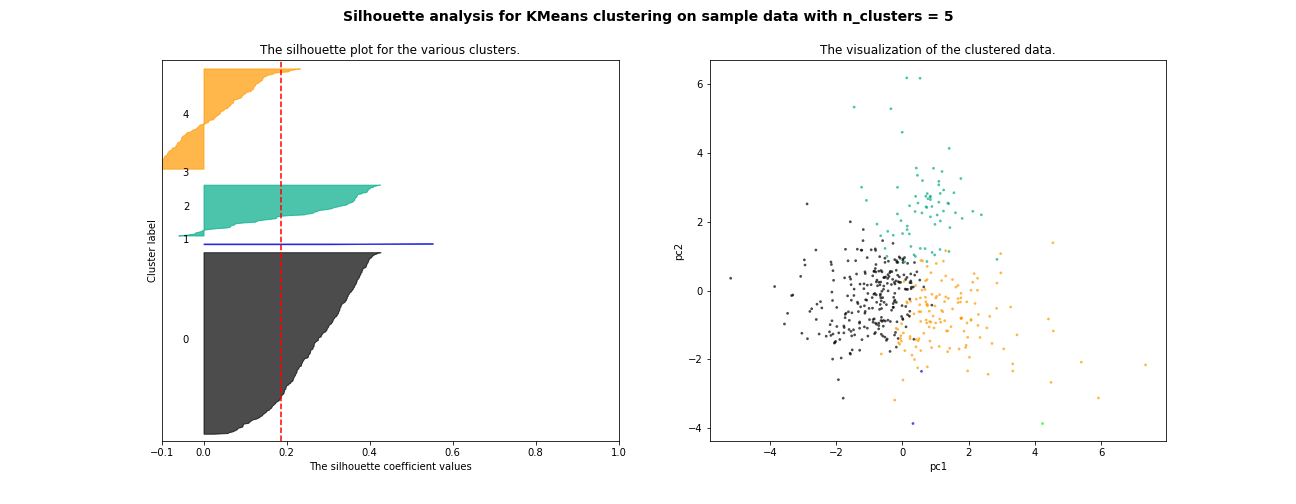 Silhouette analysis for KMeans clustering on sample data with n_clusters = 5
The silhouette plot for the various clusters.
Cluster label
4
3
2
1
0
−0.1 0.0 0.2 0.4 0.6 0.8 1.0
The silhouette coefficient values
The visualization of the clustered data.
pc2
6
4
2
0
−2
−4
−4 −2 0 2 4 6
pc1